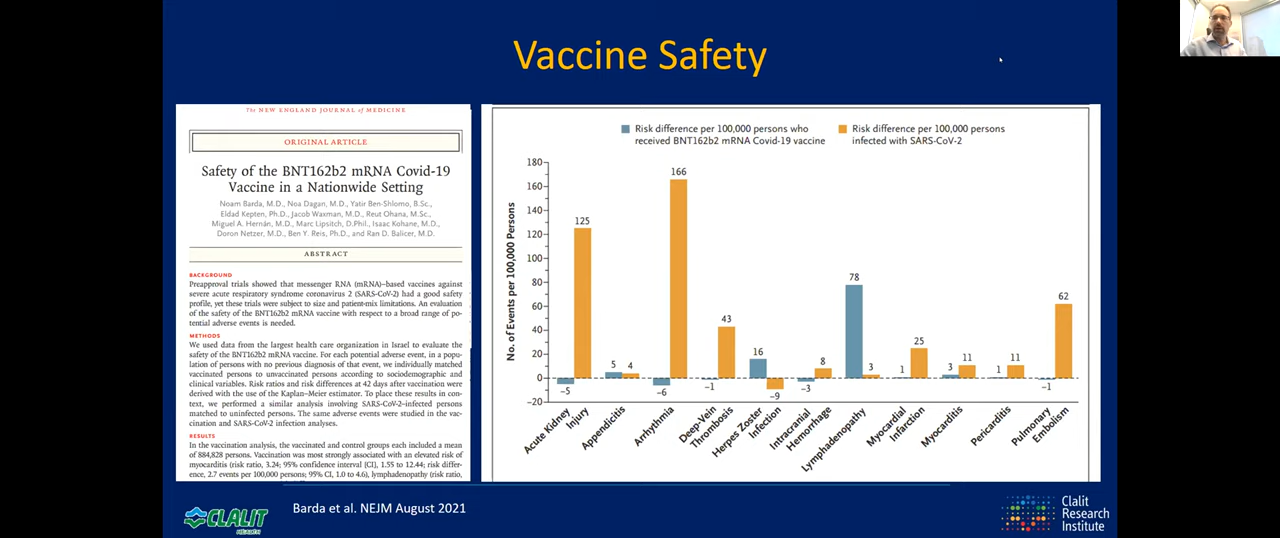 Vaccine Safety
The NEW ENGLAND JOURNAL of MEDICINE
ORIGINAL ARTICLE
Safety of the BNT162b2 mRNA Covid-19
Vaccine in a Nationwide Setting
Noam Barda, M.D., Noa Dagan, M.D., Yatir Ben-Shlomo, B.Sc.,
Eldad Kepten, Ph.D., Jacob Waxman, M.D., Reut Ohana, M.Sc.,
Miguel A. Hernán, M.D., Marc Lipsitch, D.Phil., Isaac Kohane, M.D.,
Doron Netzer, M.D., Ben Y. Reis, Ph.D., and Ran D. Balicer, M.D.
ABSTRACT
BACKGROUND
Preapproval trials showed that messenger RNA (mRNA)–based vaccines against
severe acute respiratory syndrome coronavirus 2 (SARS-CoV-2) had a good safety
profile, yet these trials were subject to size and patient-mix limitations. An evaluation
of the safety of the BNT162b2 mRNA vaccine with respect to a broad range of po-
tential adverse events is needed.
METHODS
We used data from the largest health care organization in Israel to evaluate the
safety of the BNT162b2 mRNA vaccine. For each potential adverse event, in a popu-
lation of persons with no previous diagnosis of that event, we individually matched
vaccinated persons to unvaccinated persons according to sociodemographic and
clinical variables. Risk ratios and risk differences at 42 days after vaccination were
derived with the use of the Kaplan–Meier estimator. To place these results in con-
text, we performed a similar analysis involving SARS-CoV-2–infected persons
matched to uninfected persons. The same adverse events were studied in the vac-
cination and SARS-CoV-2 infection analyses.
RESULTS
In the vaccination analysis, the vaccinated and control groups each included a mean
of 884,828 persons. Vaccination was most strongly associated with an elevated risk of
myocarditis (risk ratio, 3.24; 95% confidence interval [CI], 1.55 to 12.44; risk differ-
ence, 2.7 events per 100,000 persons; 95% CI, 1.0 to 4.6), lymphadenopathy (risk ratio,
Risk difference per 100,000 persons who
received BNT162b2 mRNA Covid-19 vaccine
Risk difference per 100,000 persons
infected with SARS-CoV-2
No. of Events per 100,000 Persons
180
160
140
120
100
80
60
40
20
0
−20
−5
125
5
4
−6
166
−1
43
16
−9
−3
8
78
3
1
25
3
11
1
11
−1
62
Acute Kidney
Injury
Appendicitis
Arrhythmia
Deep-Vein
Thrombosis
Herpes Zoster
Infection
Intracranial
Hemorrhage
Lymphadenopathy
Myocardial
Infarction
Myocarditis
Pericarditis
Pulmonary
Embolism
CLALIT
HEALTH
Barda et al. NEJM August 2021
Clalit
Research
Institute